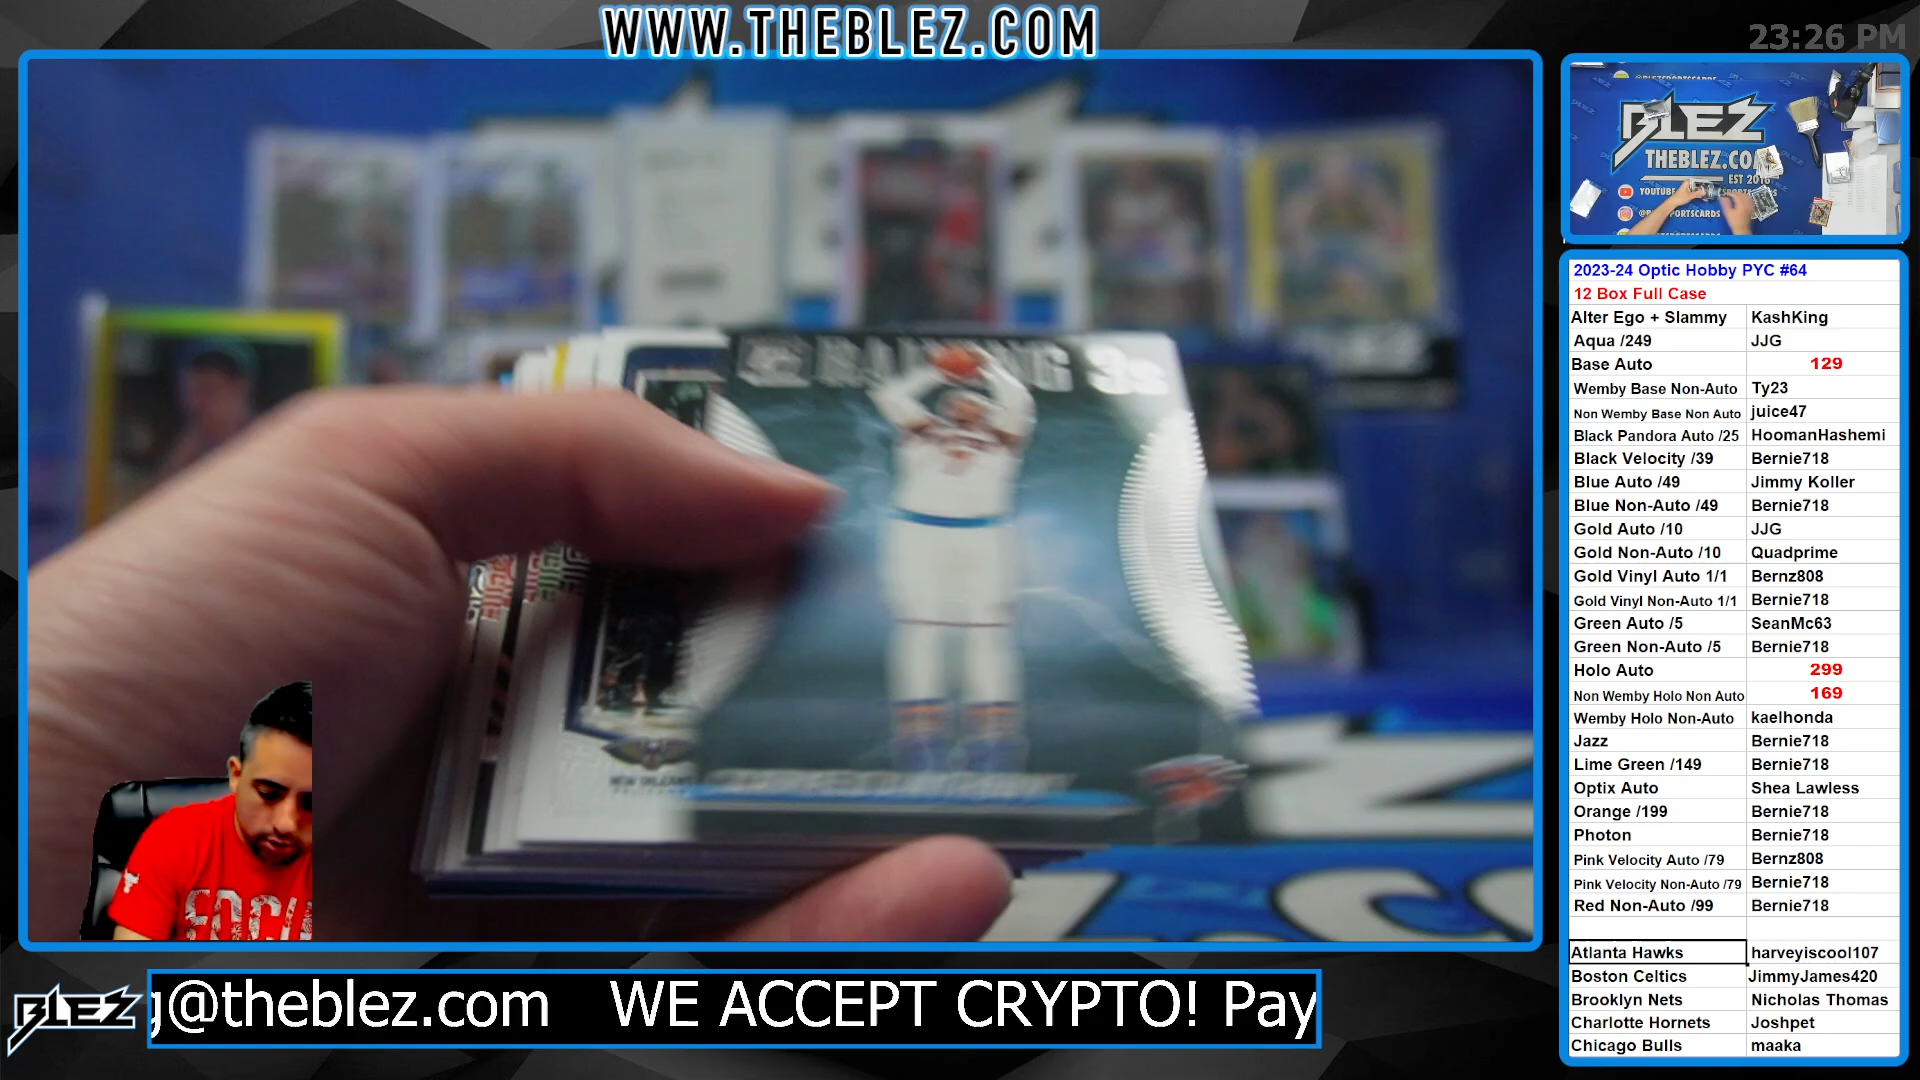 WWW.THEBLEZ.COM
23:26 PM
BLEZ
THEBLEZ.CO
EST 2016
YOUTUBE
RAINING 3s
NEW ORLEANS
2023-24 Optic Hobby PYC #64
12 Box Full Case
Alter Ego + Slammy KashKing
Aqua /249 JJG
Base Auto 129
Wemby Base Non-Auto Ty23
Non Wemby Base Non Auto juice47
Black Pandora Auto /25 HoomanHashemi
Black Velocity /39 Bernie718
Blue Auto /49 Jimmy Koller
Blue Non-Auto /49 Bernie718
Gold Auto /10 JJG
Gold Non-Auto /10 Quadprime
Gold Vinyl Auto 1/1 Bernz808
Gold Vinyl Non-Auto 1/1 Bernie718
Green Auto /5 SeanMc63
Green Non-Auto /5 Bernie718
Holo Auto 299
Non Wemby Holo Non Auto 169
Wemby Holo Non-Auto kaelhonda
Jazz Bernie718
Lime Green /149 Bernie718
Optix Auto Shea Lawless
Orange /199 Bernie718
Photon Bernie718
Pink Velocity Auto /79 Bernz808
Pink Velocity Non-Auto /79 Bernie718
Red Non-Auto /99 Bernie718
Atlanta Hawks harveyiscool107
Boston Celtics JimmyJames420
Brooklyn Nets Nicholas Thomas
Charlotte Hornets Joshpet
Chicago Bulls maaka
BLEZ
g@theblez.com WE ACCEPT CRYPTO! Pay